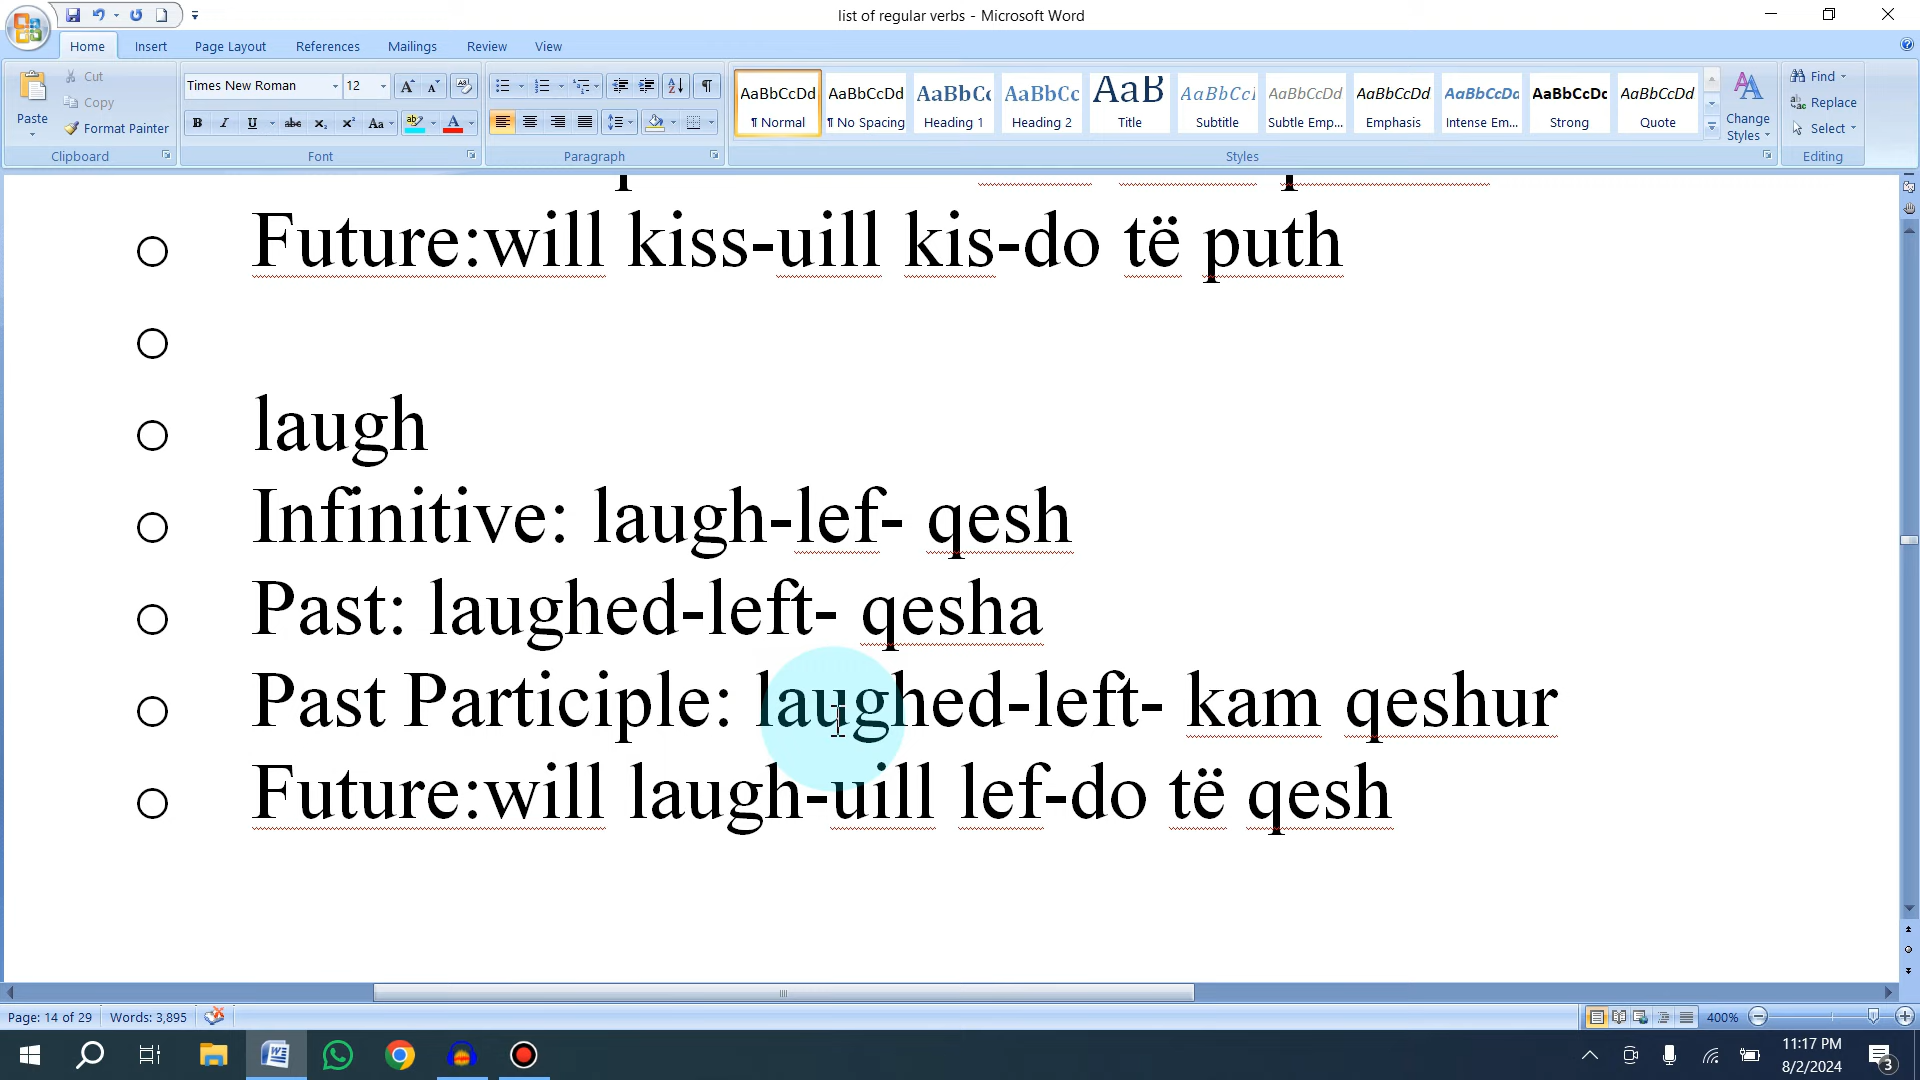 list of regular verbs - Microsoft Word
Home Insert Page Layout References Mailings Review View
Paste
Cut
Copy
Format Painter
Clipboard
Times New Roman 12
Font
Paragraph
AaBbCcDd AaBbCcDd AaBbCc AaBbCc AaB AaBbCcI AaBbCcDd AaBbCcDd AaBbCcDd AaBbCcDd AaBbCcDd
¶ Normal ¶ No Spacing Heading 1 Heading 2 Title Subtitle Subtle Emp... Emphasis Intense Em... Strong Quote
Change Styles
Styles
Find
Replace
Select
Editing
Future:will kiss-uill kis-do të puth
laugh
Infinitive: laugh-lef- qesh
Past: laughed-left- qesha
Past Participle: laughed-left- kam qeshur
Future:will laugh-uill lef-do të qesh
Page: 14 of 29 Words: 3,895 400%
11:17 PM
8/2/2024
3